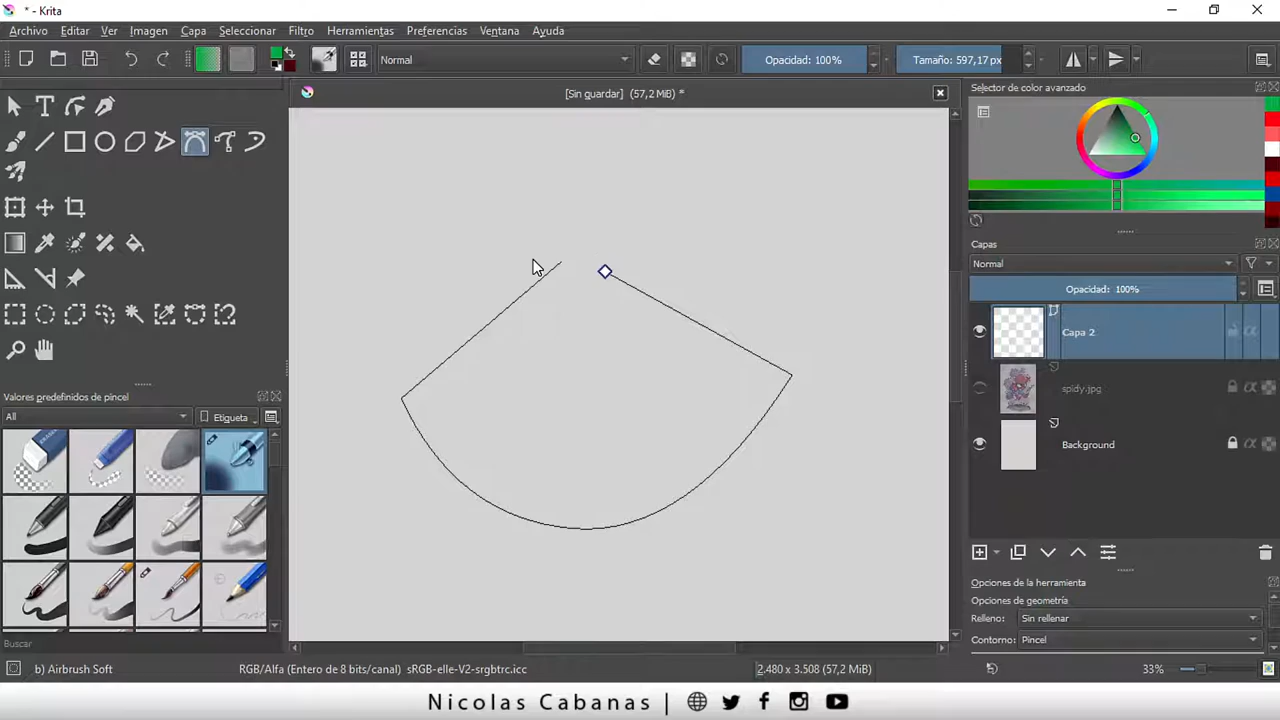 * - Krita
Archivo Editar Ver Imagen Capa Seleccionar Filtro Herramientas Preferencias Ventana Ayuda
Normal
Opacidad: 100%
Tamaño: 597,17 px
[Sin guardar] (57,2 MiB) *
Selector de color avanzado
Capas
Normal
Opacidad: 100%
Capa 2
spidy.jpg
Background
Valores predefinidos de pincel
All
Etiqueta
Buscar
Opciones de la herramienta
Opciones de geometría
Relleno: Sin rellenar
Contorno: Pincel
b) Airbrush Soft
RGB/Alfa (Entero de 8 bits/canal) sRGB-elle-V2-srgbtrc.icc
2.480 x 3.508 (57,2 MiB)
33%
Nicolas Cabanas |